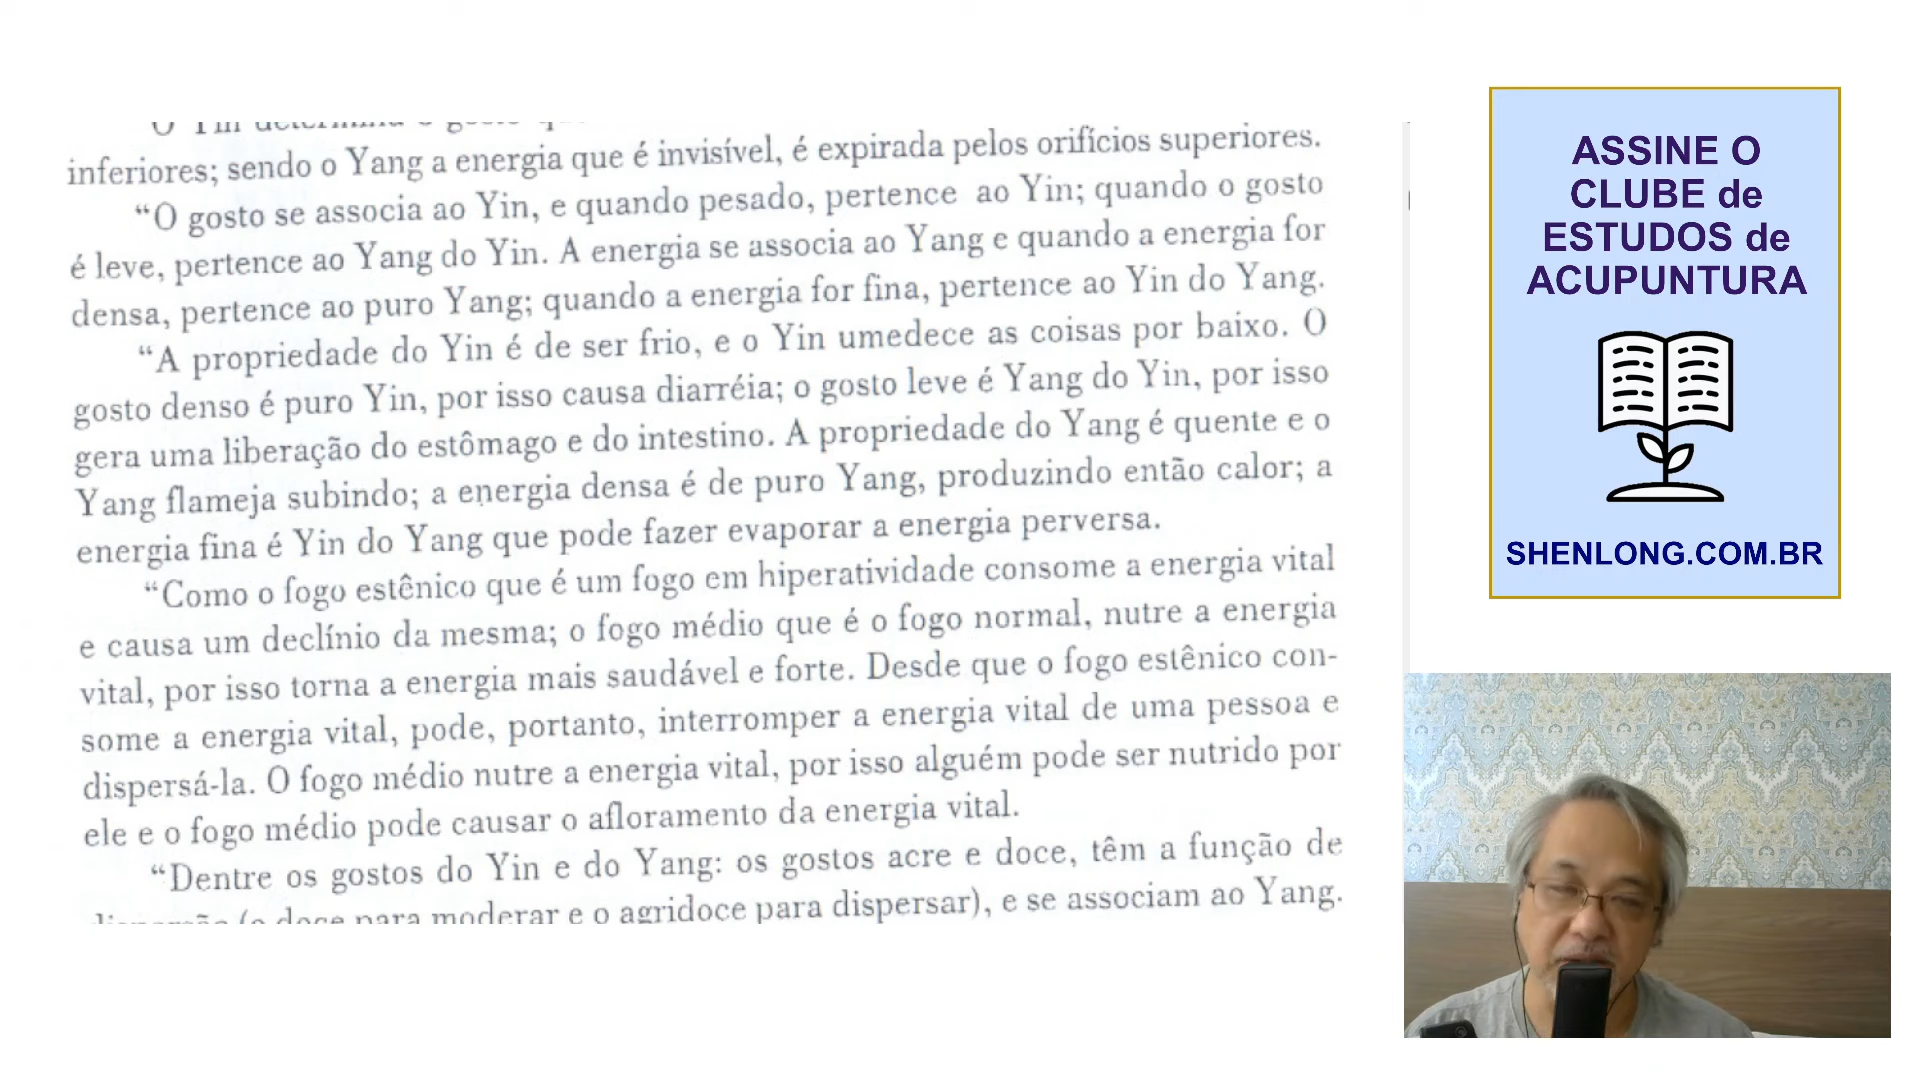 inferiores; sendo o Yang a energia que é invisível, é expirada pelos orifícios superiores.
“O gosto se associa ao Yin, e quando pesado, pertence ao Yin; quando o gosto
é leve, pertence ao Yang do Yin. A energia se associa ao Yang e quando a energia for
densa, pertence ao puro Yang; quando a energia for fina, pertence ao Yin do Yang.
“A propriedade do Yin é de ser frio, e o Yin umedece as coisas por baixo. O
gosto denso é puro Yin, por isso causa diarréia; o gosto leve é Yang do Yin, por isso
gera uma liberação do estômago e do intestino. A propriedade do Yang é quente e o
Yang flameja subindo; a energia densa é de puro Yang, produzindo então calor; a
energia fina é Yin do Yang que pode fazer evaporar a energia perversa.
“Como o fogo estênico que é um fogo em hiperatividade consome a energia vital
e causa um declínio da mesma; o fogo médio que é o fogo normal, nutre a energia
vital, por isso torna a energia mais saudável e forte. Desde que o fogo estênico con-
some a energia vital, pode, portanto, interromper a energia vital de uma pessoa e
dispersá-la. O fogo médio nutre a energia vital, por isso alguém pode ser nutrido por
ele e o fogo médio pode causar o afloramento da energia vital.
“Dentre os gostos do Yin e do Yang: os gostos acre e doce, têm a função de
(o doce para moderar e o agridoce para dispersar), e se associam ao Yang.
ASSINE O
CLUBE de
ESTUDOS de
ACUPUNTURA
SHENLONG.COM.BR